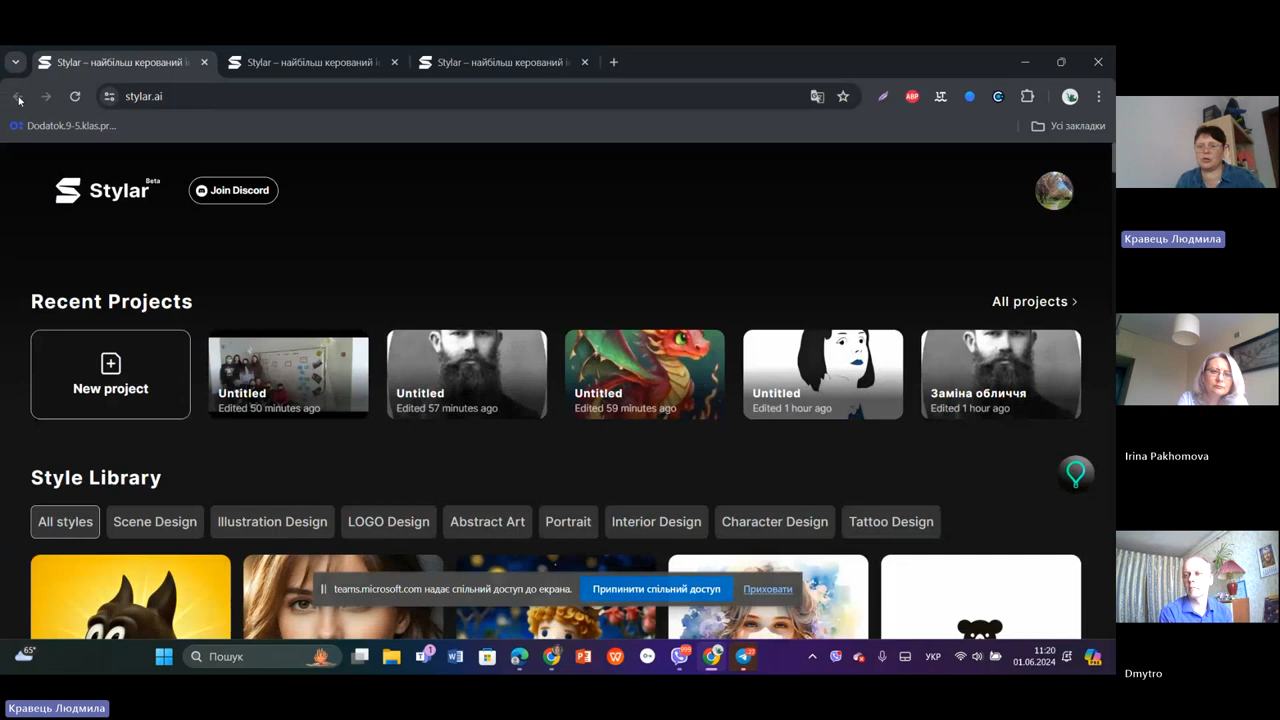 Stylar – найбільш керований і
Stylar – найбільш керований і
Stylar – найбільш керований і
stylar.ai
ABP
Dodatok.9-5.klas.pr...
Усі закладки
Stylar Beta
Join Discord
Recent Projects
All projects
New project
Untitled
Edited 50 minutes ago
Untitled
Edited 57 minutes ago
Untitled
Edited 59 minutes ago
Untitled
Edited 1 hour ago
Заміна обличчя
Edited 1 hour ago
Style Library
All styles
Scene Design
Illustration Design
LOGO Design
Abstract Art
Portrait
Interior Design
Character Design
Tattoo Design
teams.microsoft.com надає спільний доступ до екрана.
Припинити спільний доступ
Приховати
65°
Пошук
УКР
11:20
01.06.2024
Кравець Людмила
Irina Pakhomova
Dmytro
Кравець Людмила